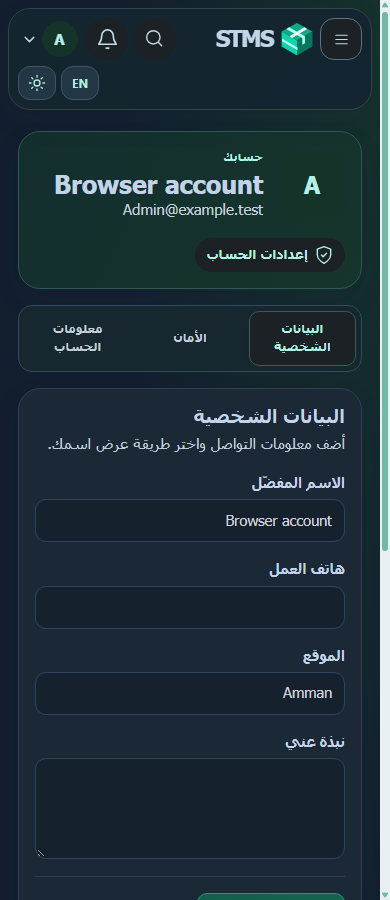 STMS
A
EN
حسابك
Browser account
A
Admin@example.test
إعدادات الحساب
البيانات الشخصية
الأمان
معلومات الحساب
البيانات الشخصية
أضف معلومات التواصل واختر طريقة عرض اسمك.
الاسم المفضّل
Browser account
هاتف العمل
الموقع
Amman
نبذة عني